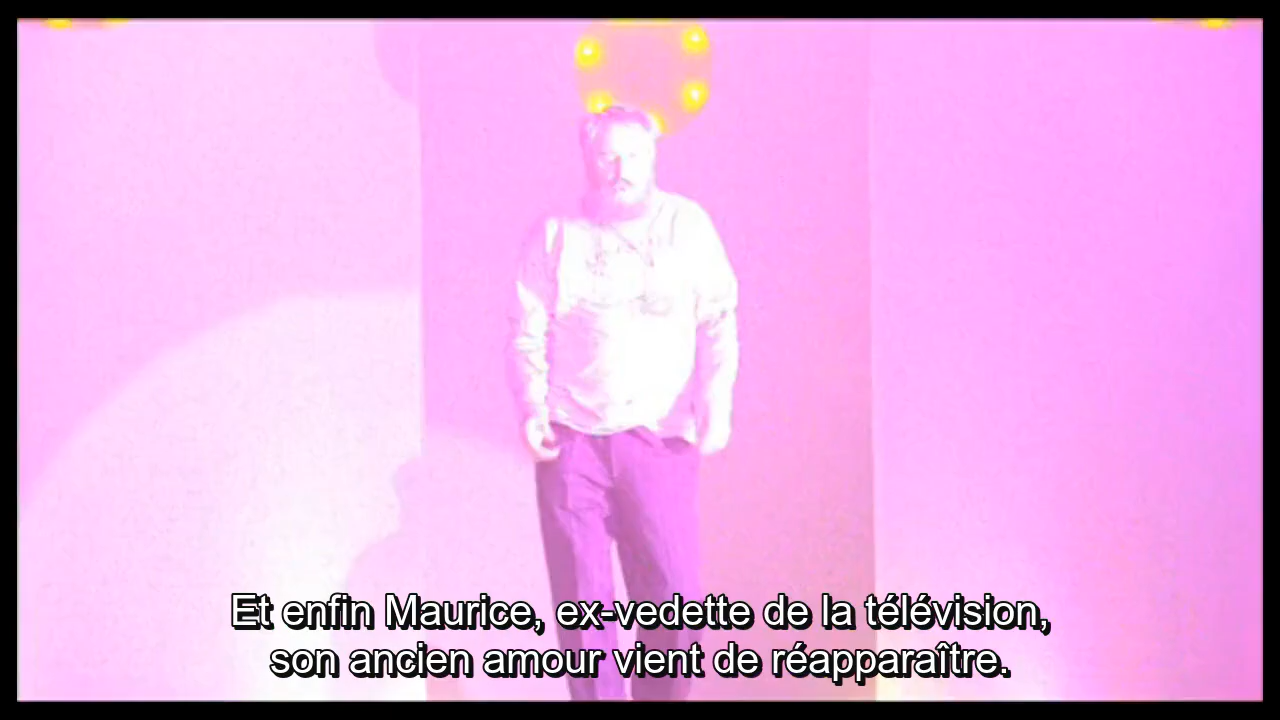 Et enfin Maurice, ex-vedette de la télévision,
son ancien amour vient de réapparaître.